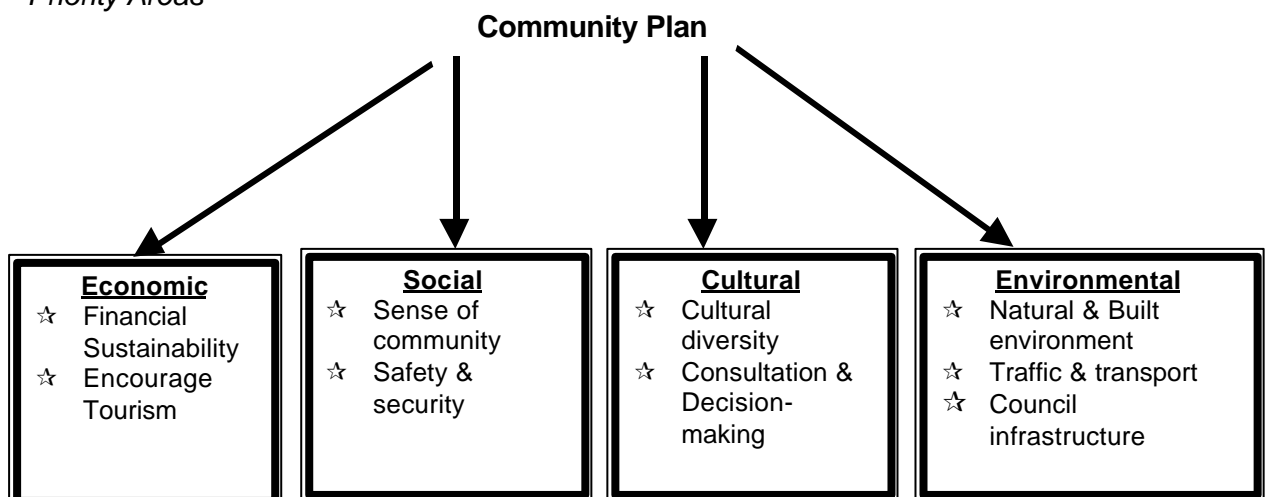 Priority Areas
Community Plan
Economic
☆ Financial
Sustainability
☆ Encourage
Tourism
Social
☆ Sense of
community
☆ Safety &
security
Cultural
☆ Cultural
diversity
☆ Consultation &
Decision-
making
Environmental
☆ Natural & Built
environment
☆ Traffic & transport
☆ Council
infrastructure